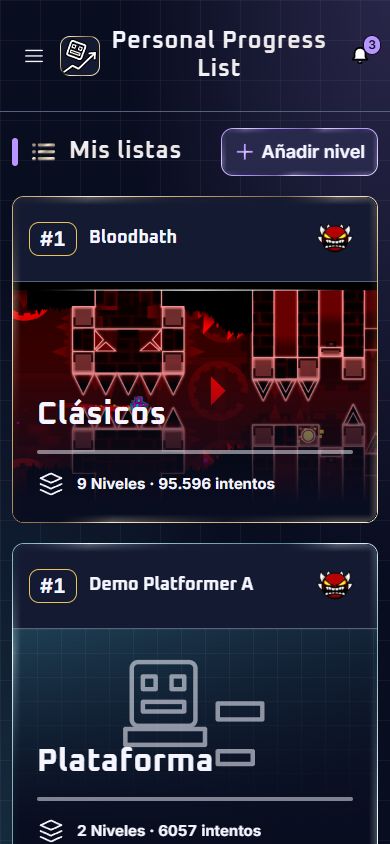 Personal Progress
List
3
Mis listas
Añadir nivel
#1 Bloodbath
Clásicos
9 Niveles · 95.596 intentos
#1 Demo Platformer A
Plataforma
2 Niveles · 6057 intentos